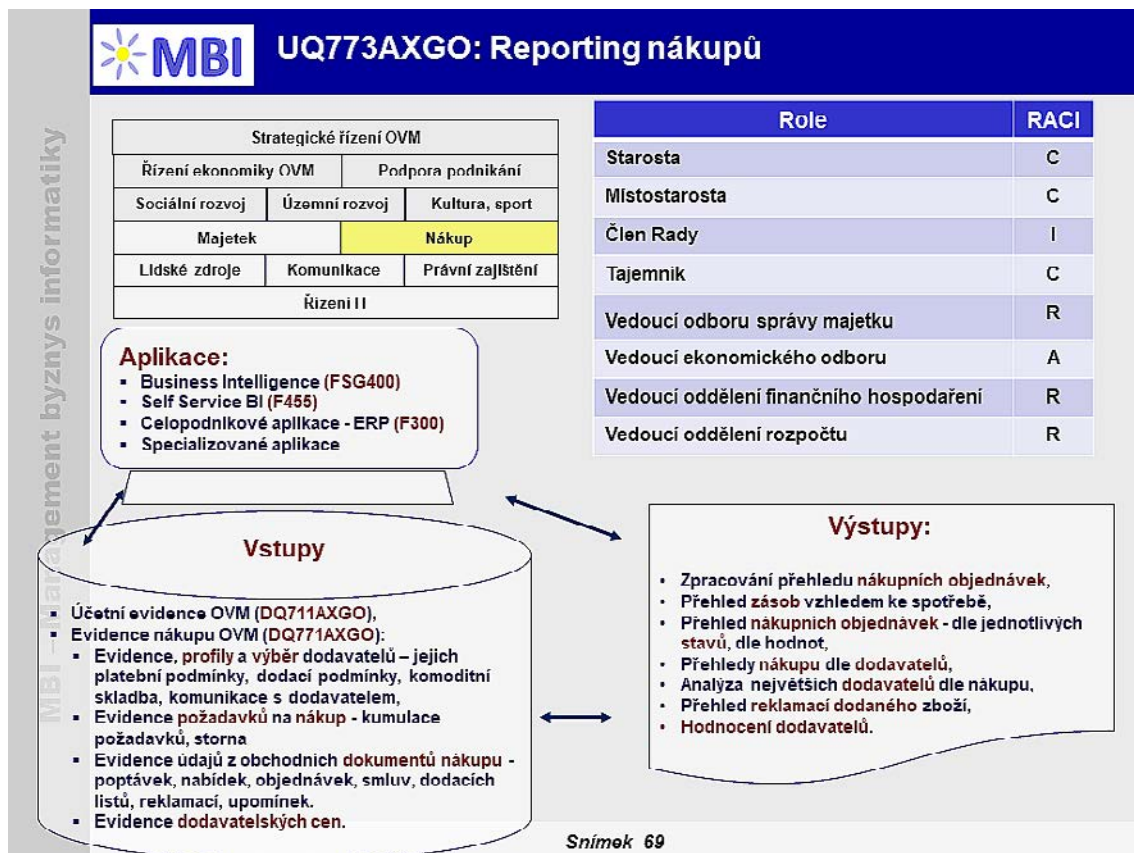 MBI
UQ773AXGO: Reporting nákupů
MBI – Management byznys informatiky
Strategické řízení OVM
Řízení ekonomiky OVM Podpora podnikání
Sociální rozvoj Územní rozvoj Kultura, sport
Majetek Nákup
Lidské zdroje Komunikace Právní zajištění
Řízení IT
Role RACI
Starosta C
Místostarosta C
Člen Rady I
Tajemník C
Vedoucí odboru správy majetku R
Vedoucí ekonomického odboru A
Vedoucí oddělení finančního hospodaření R
Vedoucí oddělení rozpočtu R
Aplikace:
▪ Business Intelligence (FSG400)
▪ Self Service BI (F455)
▪ Celopodnikové aplikace - ERP (F300)
▪ Specializované aplikace
Vstupy
▪ Účetní evidence OVM (DQ711AXGO),
▪ Evidence nákupu OVM (DQ771AXGO):
▪ Evidence, profily a výběr dodavatelů – jejich
platební podmínky, dodací podmínky, komoditní
skladba, komunikace s dodavatelem,
▪ Evidence požadavků na nákup - kumulace
požadavků, storna
▪ Evidence údajů z obchodních dokumentů nákupu -
poptávek, nabídek, objednávek, smluv, dodacích
listů, reklamací, upomínek.
▪ Evidence dodavatelských cen.
Výstupy:
• Zpracování přehledu nákupních objednávek,
• Přehled zásob vzhledem ke spotřebě,
• Přehled nákupních objednávek - dle jednotlivých
stavů, dle hodnot,
• Přehledy nákupu dle dodavatelů,
• Analýza největších dodavatelů dle nákupu,
• Přehled reklamací dodaného zboží,
• Hodnocení dodavatelů.
Snímek 69